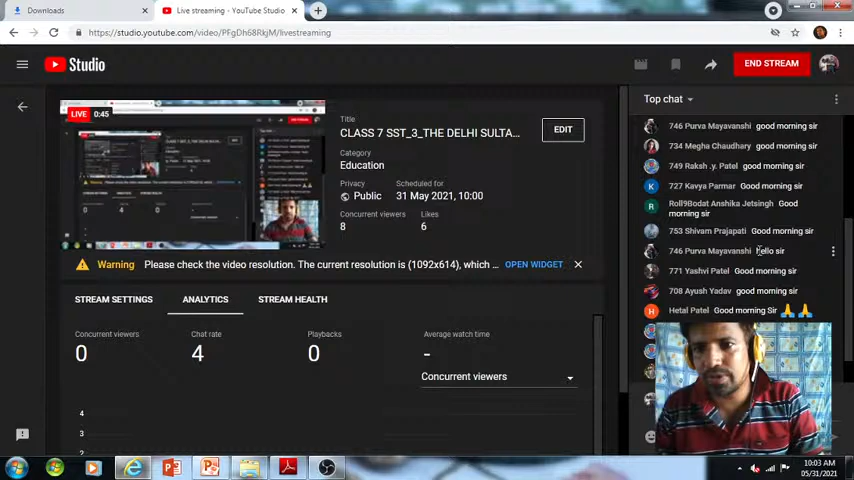 Downloads
Live streaming - YouTube Studio
https://studio.youtube.com/video/PFgDh68RkjM/livestreaming
Studio
END STREAM
LIVE 0:45
Title
CLASS 7 SST_3_THE DELHI SULTA...
EDIT
Category
Education
Privacy
Scheduled for
Public
31 May 2021, 10:00
Concurrent viewers
Likes
8
6
Warning Please check the video resolution. The current resolution is (1092x614), which ... OPEN WIDGET
STREAM SETTINGS
ANALYTICS
STREAM HEALTH
Concurrent viewers
Chat rate
Playbacks
Average watch time
0
4
0
-
Concurrent viewers
4
3
2
Top chat
746 Purva Mayavanshi good morning sir
734 Megha Chaudhary good morning sir
749 Raksh .y. Patel good morning sir
727 Kavya Parmar Good morning sir
Roll9Bodat Anshika Jetsingh Good
morning sir
753 Shivam Prajapati Good morning sir
746 Purva Mayavanshi hello sir
771 Yashvi Patel Good morning sir
708 Ayush Yadav good morning sir
Hetal Patel Good morning Sir 🙏 🙏
10:03 AM
05/31/2021